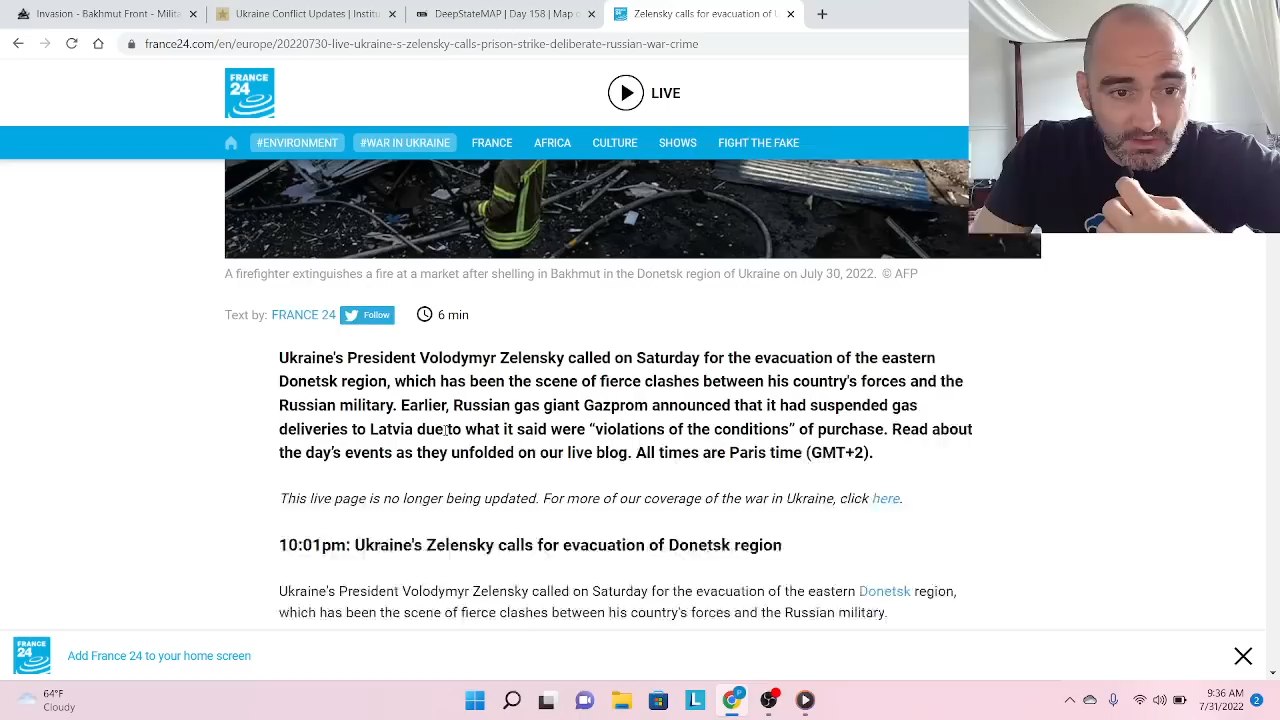 Invasion Day 157 – Milita
Ukraine Conflict Updates | Institu
DeepStateMAP | Day 158 | Map o
Zelensky calls for evacuation of U
france24.com/en/europe/20220730-live-ukraine-s-zelensky-calls-prison-strike-deliberate-russian-war-crime
FRANCE
24
LIVE
#ENVIRONMENT
#WAR IN UKRAINE
FRANCE
AFRICA
CULTURE
SHOWS
FIGHT THE FAKE
A firefighter extinguishes a fire at a market after shelling in Bakhmut in the Donetsk region of Ukraine on July 30, 2022. © AFP
Text by: FRANCE 24 Follow 6 min
Ukraine's President Volodymyr Zelensky called on Saturday for the evacuation of the eastern
Donetsk region, which has been the scene of fierce clashes between his country's forces and the
Russian military. Earlier, Russian gas giant Gazprom announced that it had suspended gas
deliveries to Latvia due to what it said were “violations of the conditions” of purchase. Read about
the day’s events as they unfolded on our live blog. All times are Paris time (GMT+2).
This live page is no longer being updated. For more of our coverage of the war in Ukraine, click here.
10:01pm: Ukraine's Zelensky calls for evacuation of Donetsk region
Ukraine's President Volodymyr Zelensky called on Saturday for the evacuation of the eastern Donetsk region,
which has been the scene of fierce clashes between his country's forces and the Russian military.
FRANCE
24
Add France 24 to your home screen
64°F
Cloudy
L
P
9:36 AM
7/31/2022
2